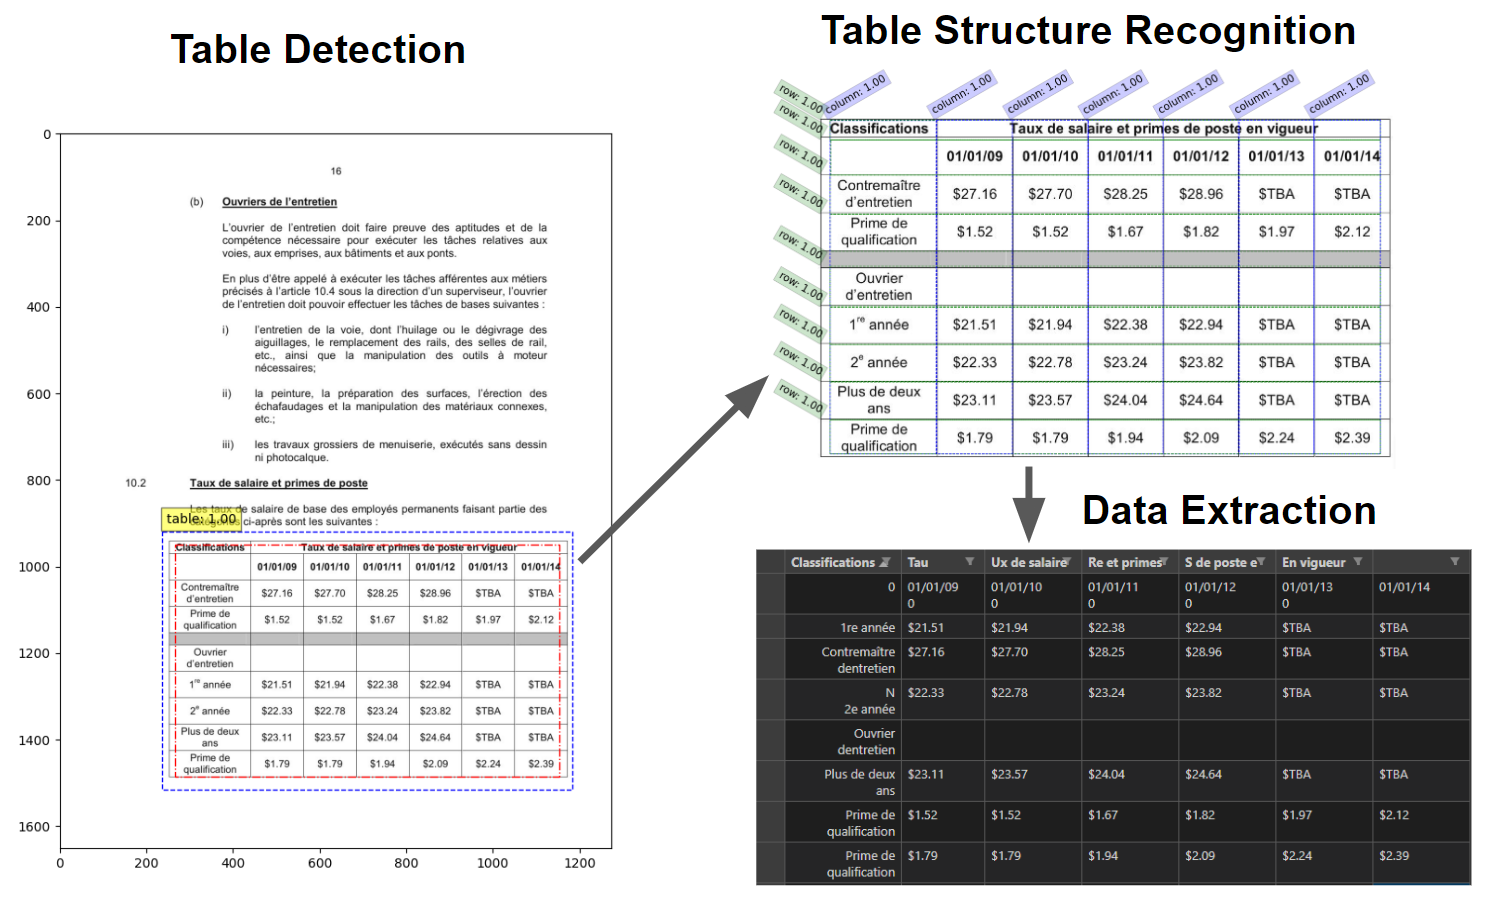 Table Detection
0
200
400
600
800
1000
1200
1400
1600
0 200 400 600 800 1000 1200
16
(b) Ouvriers de l'entretien
L'ouvrier de l'entretien doit faire preuve des aptitudes et de la
compétence nécessaire pour exécuter les tâches relatives aux
voies, aux emprises, aux bâtiments et aux ponts.
En plus d'être appelé à exécuter les tâches afférentes aux métiers
précisés à l'article 10.4 sous la direction d'un superviseur, l'ouvrier
de l'entretien doit pouvoir effectuer les tâches de bases suivantes :
i) l'entretien de la voie, dont l'huilage ou le dégivrage des
aiguillages, le remplacement des rails, des selles de rail,
etc., ainsi que la manipulation des outils à moteur
nécessaires;
ii) la peinture, la préparation des surfaces, l'érection des
échafaudages et la manipulation des matériaux connexes,
etc.;
iii) les travaux grossiers de menuiserie, exécutés sans dessin
ni photocalque.
10.2 Taux de salaire et primes de poste
Les taux de salaire de base des employés permanents faisant partie des
ci-après sont les suivantes :
table: 1.00
Classifications Taux de salaire et primes de poste en vigueur
01/01/09 01/01/10 01/01/11 01/01/12 01/01/13 01/01/14
Contremaître
d'entretien $27.16 $27.70 $28.25 $28.96 $TBA $TBA
Prime de
qualification $1.52 $1.52 $1.67 $1.82 $1.97 $2.12
Ouvrier
d'entretien
1re année $21.51 $21.94 $22.38 $22.94 $TBA $TBA
2e année $22.33 $22.78 $23.24 $23.82 $TBA $TBA
Plus de deux
ans $23.11 $23.57 $24.04 $24.64 $TBA $TBA
Prime de
qualification $1.79 $1.79 $1.94 $2.09 $2.24 $2.39
Table Structure Recognition
column: 1.00 column: 1.00 column: 1.00 column: 1.00 column: 1.00 column: 1.00 column: 1.00
row: 1.00
row: 1.00
row: 1.00
row: 1.00
row: 1.00
row: 1.00
row: 1.00
row: 1.00
row: 1.00
Classifications Taux de salaire et primes de poste en vigueur
01/01/09 01/01/10 01/01/11 01/01/12 01/01/13 01/01/14
Contremaître
d'entretien $27.16 $27.70 $28.25 $28.96 $TBA $TBA
Prime de
qualification $1.52 $1.52 $1.67 $1.82 $1.97 $2.12
Ouvrier
d'entretien
1re année $21.51 $21.94 $22.38 $22.94 $TBA $TBA
2e année $22.33 $22.78 $23.24 $23.82 $TBA $TBA
Plus de deux
ans $23.11 $23.57 $24.04 $24.64 $TBA $TBA
Prime de
qualification $1.79 $1.79 $1.94 $2.09 $2.24 $2.39
Data Extraction
Classifications Tau Ux de salaire Re et primes S de poste e En vigueur
0 01/01/09 01/01/10 01/01/11 01/01/12 01/01/13 01/01/14
0 0 0 0 0
1re année $21.51 $21.94 $22.38 $22.94 $TBA $TBA
Contremaître $27.16 $27.70 $28.25 $28.96 $TBA $TBA
dentretien
N $22.33 $22.78 $23.24 $23.82 $TBA $TBA
2e année
Ouvrier
dentretien
Plus de deux $23.11 $23.57 $24.04 $24.64 $TBA $TBA
ans
Prime de $1.52 $1.52 $1.67 $1.82 $1.97 $2.12
qualification
Prime de $1.79 $1.79 $1.94 $2.09 $2.24 $2.39
qualification